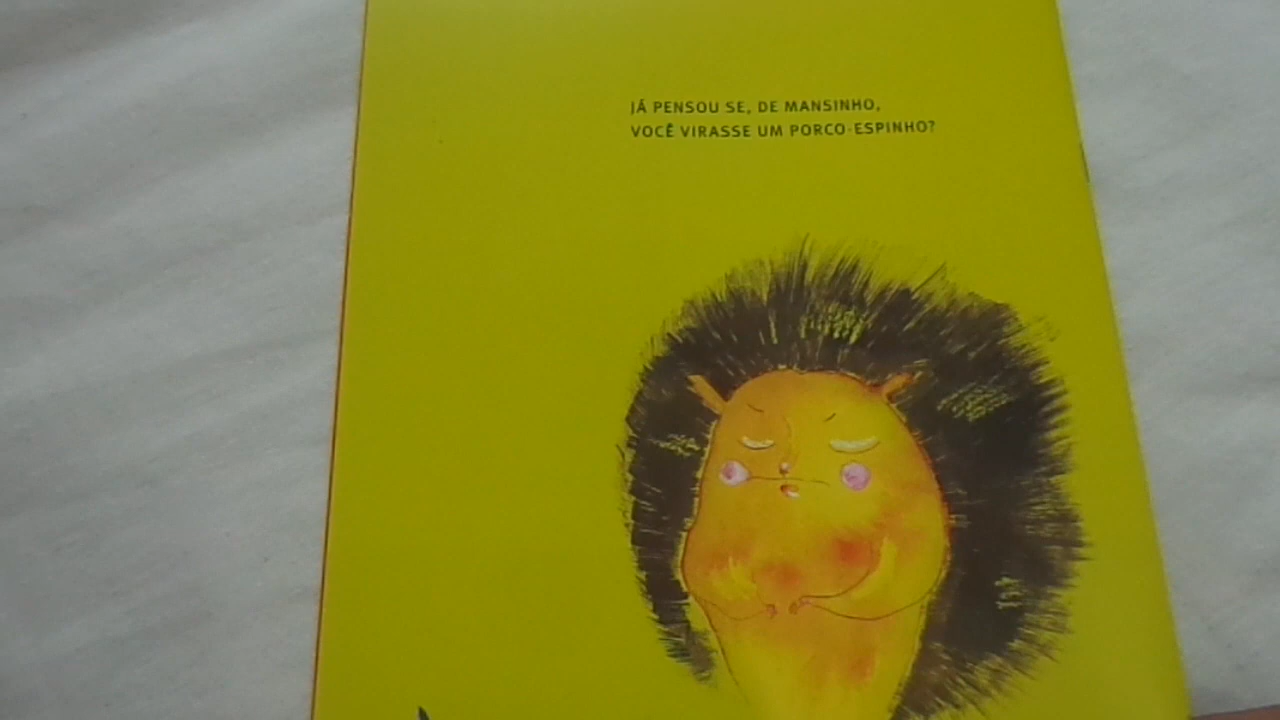 JÁ PENSOU SE, DE MANSINHO,
VOCÊ VIRASSE UM PORCO-ESPINHO?